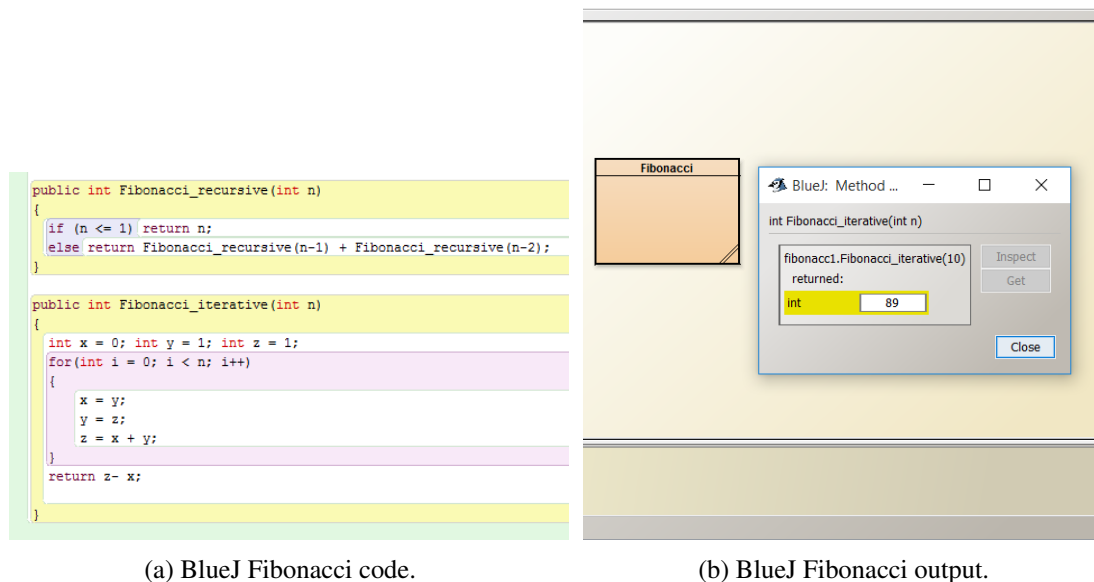 public int Fibonacci_recursive(int n)
{
if (n <= 1) return n;
else return Fibonacci_recursive(n-1) + Fibonacci_recursive(n-2);
}
public int Fibonacci_iterative(int n)
{
int x = 0; int y = 1; int z = 1;
for(int i = 0; i < n; i++)
{
x = y;
y = z;
z = x + y;
}
return z- x;
}
(a) BlueJ Fibonacci code.
Fibonacci
BlueJ: Method ...
int Fibonacci_iterative(int n)
fibonacc1.Fibonacci_iterative(10)
returned:
int 89
Inspect
Get
Close
(b) BlueJ Fibonacci output.